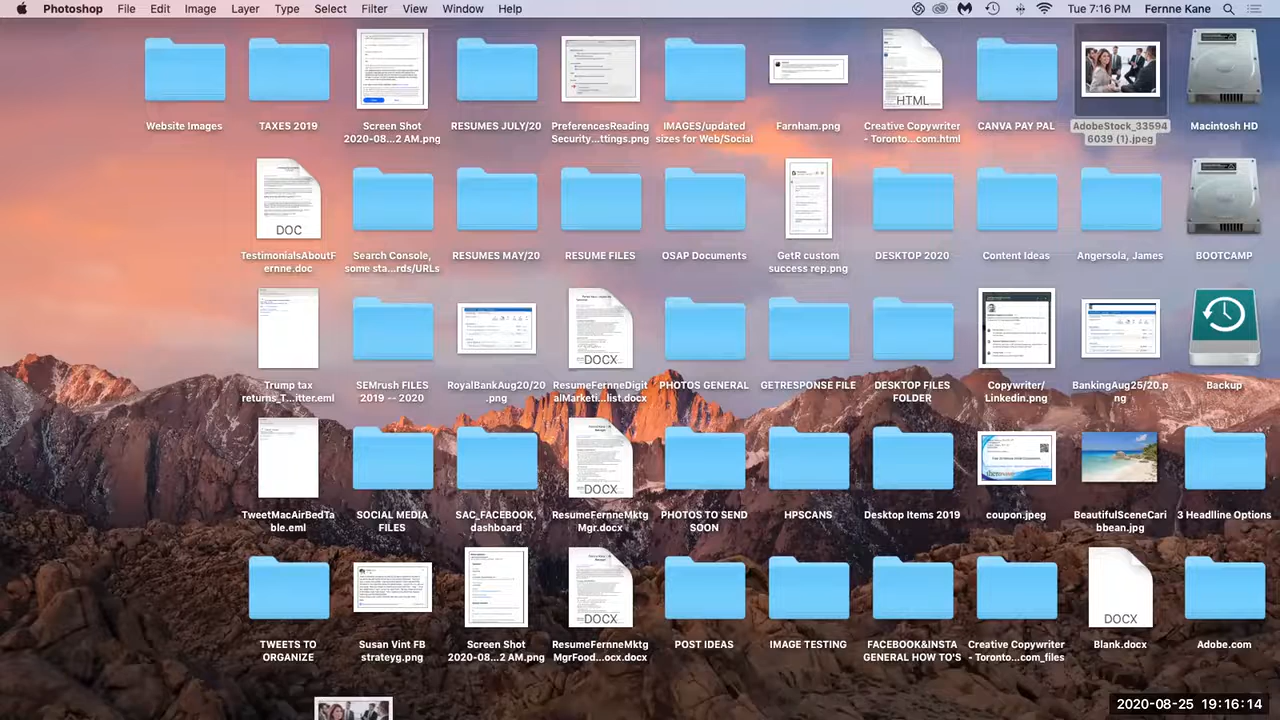 Photoshop File Edit Image Layer Type Select Filter View Window Help Tue 7:16 PM Fernne Kane
HTML
Website Images
TAXES 2019
Screen Shot
2020-08...2 AM.png
RESUMES JULY/20
PreferencesReading
Security...ttings.png
IMAGES/updated
sizes for Web/Social
Farnham.png
Creative Copywriter
- Toronto...com.html
CANVA PAY PAL
AdobeStock_33594
6039 (1).jpeg
Macintosh HD
DOC
TestimonialsAboutF
ernne.doc
Search Console,
some sta...rds/URLs
RESUMES MAY/20
RESUME FILES
OSAP Documents
GetR custom
success rep.png
DESKTOP 2020
Content Ideas
Angersola, James
BOOTCAMP
DOCX
Trump tax
returns_T...itter.eml
SEMrush FILES
2019 -- 2020
RoyalBankAug20/20
.png
ResumeFernneDigit
alMarketi...list.docx
PHOTOS GENERAL
GETRESPONSE FILE
DESKTOP FILES
FOLDER
Copywriter/
Linkedin.png
BankingAug25/20.p
ng
Backup
DOCX
TweetMacAirBedTa
ble.eml
SOCIAL MEDIA
FILES
SAC_FACEBOOK,
dashboard
ResumeFernneMktg
Mgr.docx
PHOTOS TO SEND
SOON
HPSCANS
Desktop Items 2019
coupon.jpeg
BeautifulSceneCari
bbean.jpg
3 Headlline Options
DOCX
DOCX
TWEETS TO
ORGANIZE
Susan Vint FB
strateyg.png
Screen Shot
2020-08...2 AM.png
ResumeFernneMktg
MgrFood...ocx.docx
POST IDEAS
IMAGE TESTING
FACEBOOK&INSTA
GENERAL HOW TO'S
Creative Copywriter
- Toronto...com_files
Blank.docx
Adobe.com
2020-08-25 19:16:14